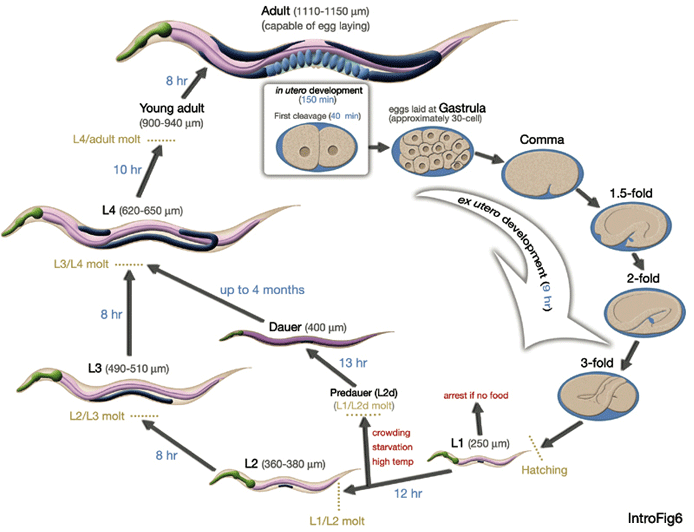 Adult (1110-1150 µm)
(capable of egg laying)
8 hr
Young adult
(900-940 µm)
L4/adult molt
10 hr
in utero development
(150 min)
First cleavage (40 min)
eggs laid at Gastrula
(approximately 30-cell)
Comma
1.5-fold
2-fold
3-fold
ex utero development (9 hr)
L4 (620-650 µm)
L3/L4 molt
8 hr
up to 4 months
Dauer (400 µm)
13 hr
L3 (490-510 µm)
L2/L3 molt
Predauer (L2d)
(L1/L2d molt)
crowding
starvation
high temp
arrest if no food
L1 (250 µm)
Hatching
8 hr
L2 (360-380 µm)
12 hr
L1/L2 molt
IntroFig6